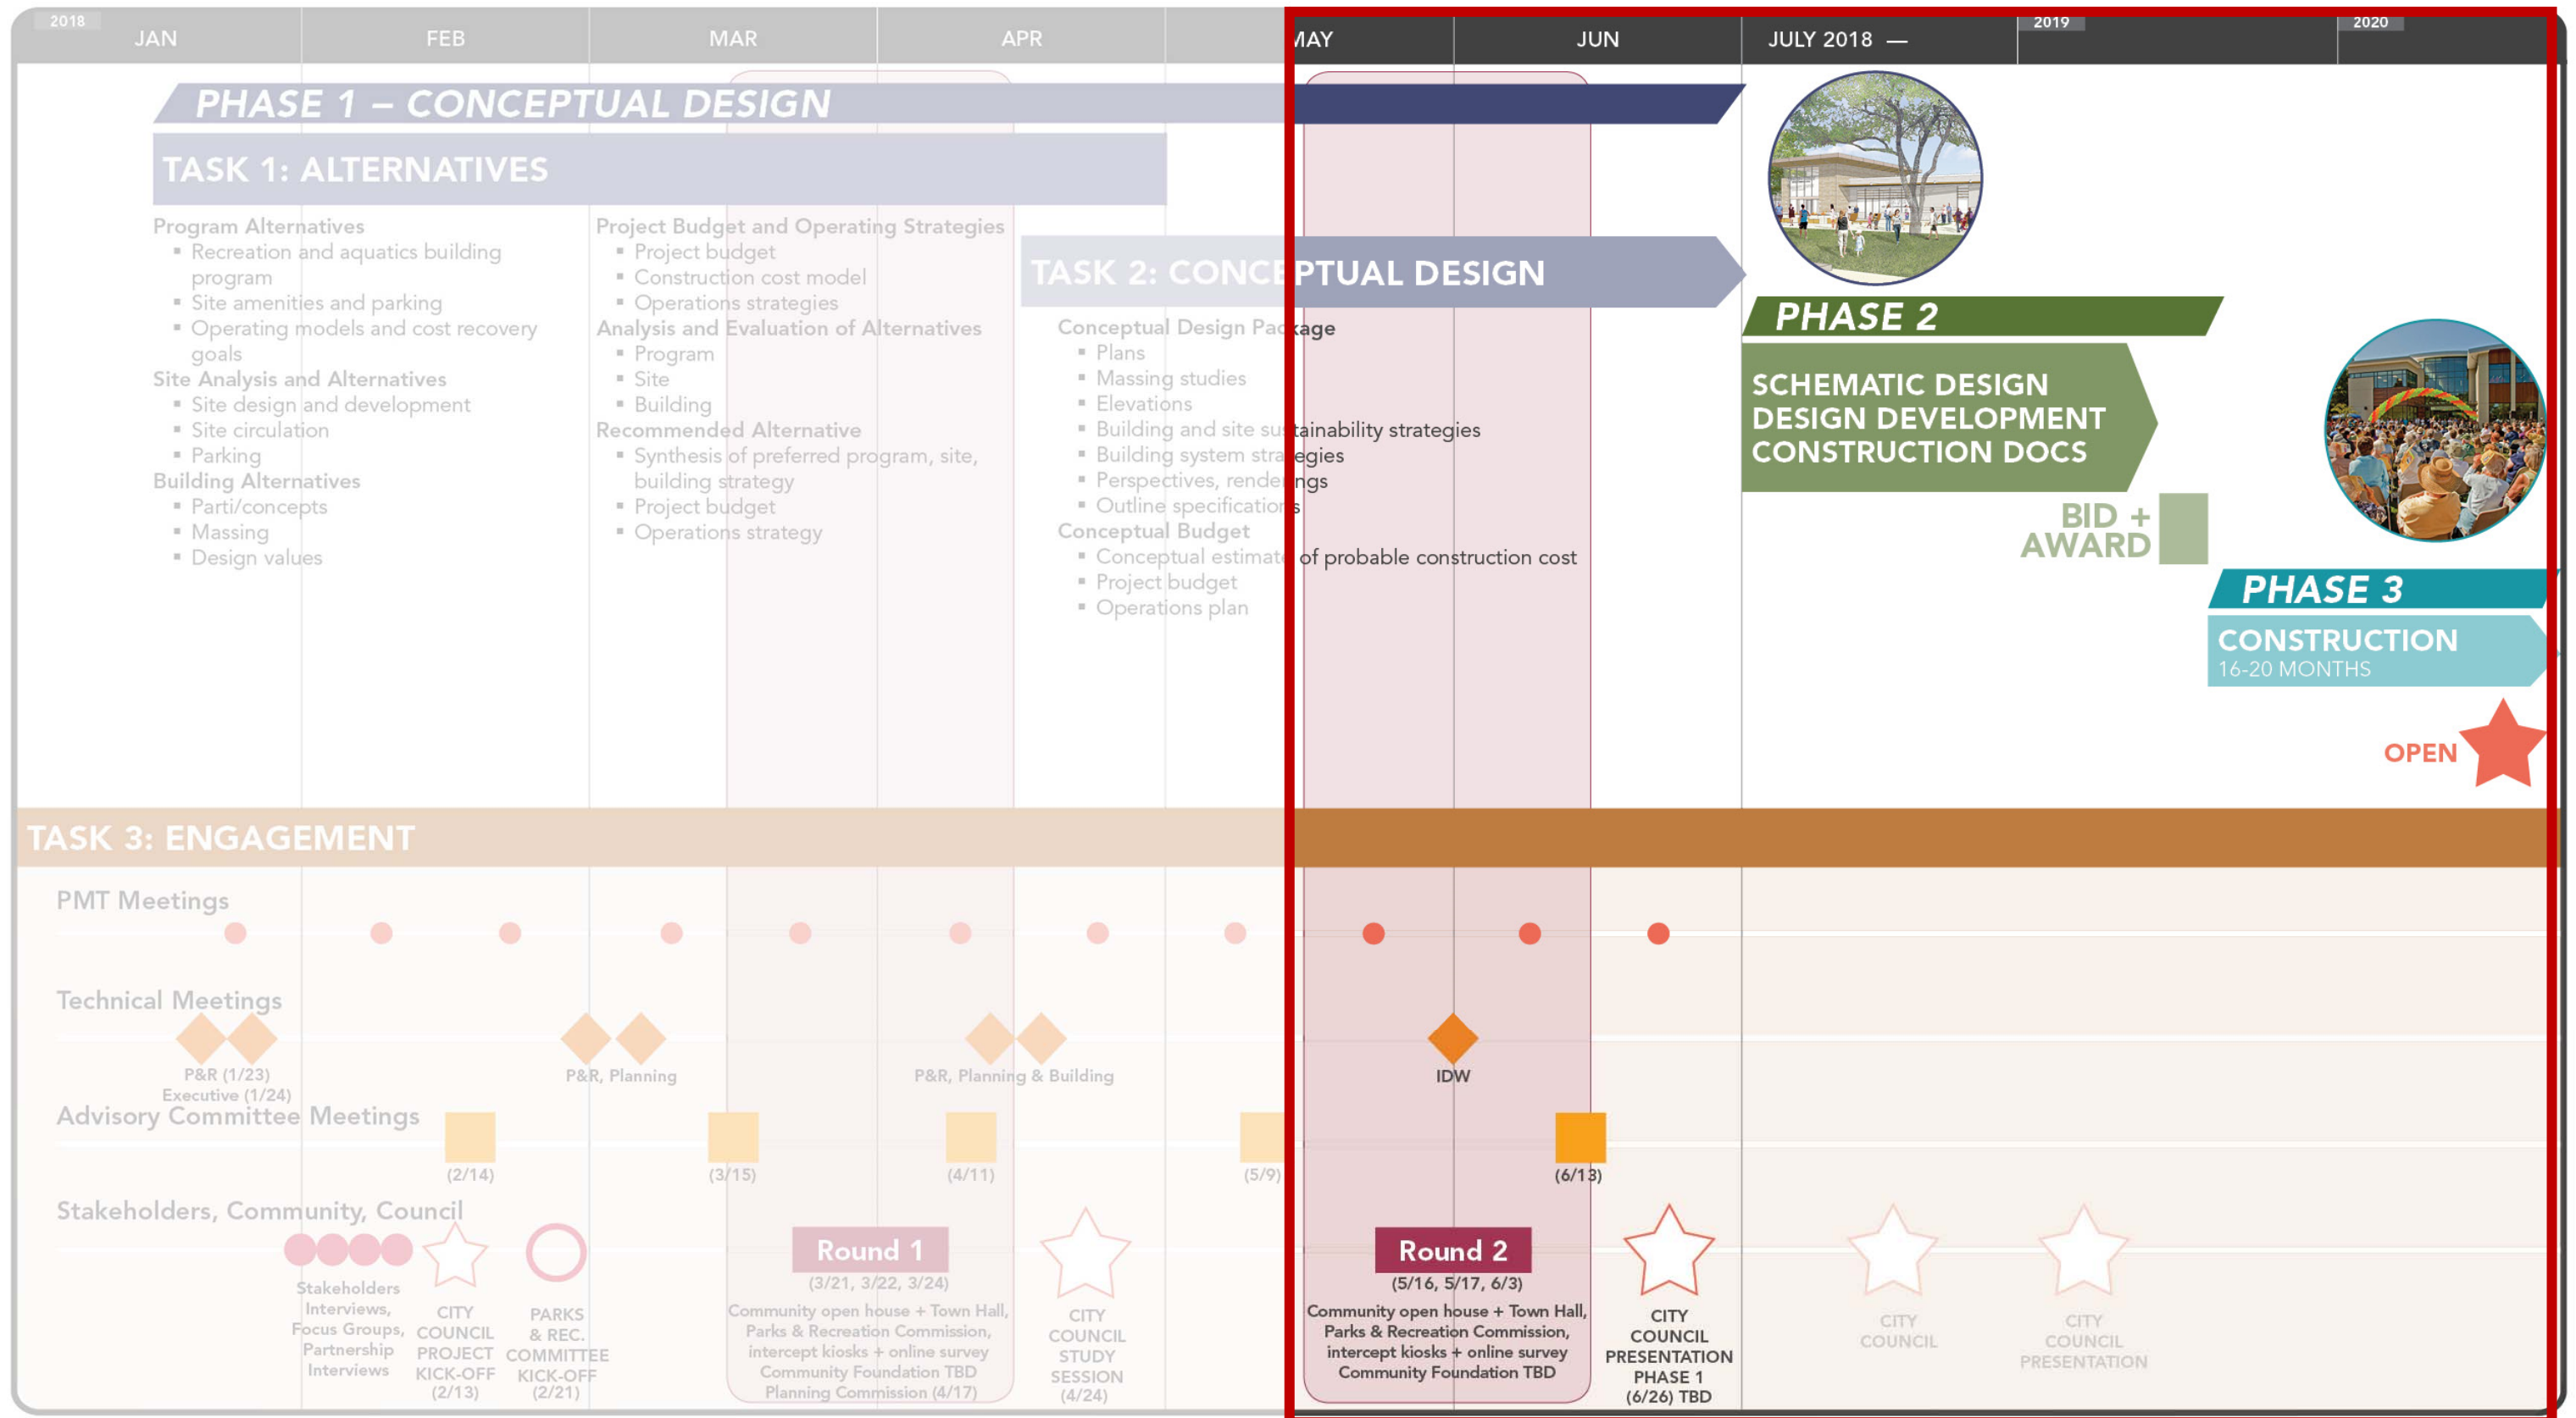 2018
JAN
FEB
MAR
APR
MAY
JUN
JULY 2018 —
2019
2020
PHASE 1 – CONCEPTUAL DESIGN
TASK 1: ALTERNATIVES
Program Alternatives
▪ Recreation and aquatics building
program
▪ Site amenities and parking
▪ Operating models and cost recovery
goals
Site Analysis and Alternatives
▪ Site design and development
▪ Site circulation
▪ Parking
Building Alternatives
▪ Parti/concepts
▪ Massing
▪ Design values
Project Budget and Operating Strategies
▪ Project budget
▪ Construction cost model
▪ Operations strategies
Analysis and Evaluation of Alternatives
▪ Program
▪ Site
▪ Building
Recommended Alternative
▪ Synthesis of preferred program, site,
building strategy
▪ Project budget
▪ Operations strategy
TASK 2: CONCEPTUAL DESIGN
Conceptual Design Package
▪ Plans
▪ Massing studies
▪ Elevations
▪ Building and site sustainability strategies
▪ Building system strategies
▪ Perspectives, renderings
▪ Outline specifications
Conceptual Budget
▪ Conceptual estimate of probable construction cost
▪ Project budget
▪ Operations plan
PHASE 2
SCHEMATIC DESIGN
DESIGN DEVELOPMENT
CONSTRUCTION DOCS
BID +
AWARD
PHASE 3
CONSTRUCTION
16-20 MONTHS
OPEN
TASK 3: ENGAGEMENT
PMT Meetings
Technical Meetings
P&R (1/23)
Executive (1/24)
P&R, Planning
P&R, Planning & Building
IDW
Advisory Committee Meetings
(2/14)
(3/15)
(4/11)
(5/9)
(6/13)
Stakeholders, Community, Council
Stakeholders
Interviews,
Focus Groups,
Partnership
Interviews
CITY
COUNCIL
PROJECT
KICK-OFF
(2/13)
PARKS
& REC.
COMMITTEE
KICK-OFF
(2/21)
Round 1
(3/21, 3/22, 3/24)
Community open house + Town Hall,
Parks & Recreation Commission,
intercept kiosks + online survey
Community Foundation TBD
Planning Commission (4/17)
CITY
COUNCIL
STUDY
SESSION
(4/24)
Round 2
(5/16, 5/17, 6/3)
Community open house + Town Hall,
Parks & Recreation Commission,
intercept kiosks + online survey
Community Foundation TBD
CITY
COUNCIL
PRESENTATION
PHASE 1
(6/26) TBD
CITY
COUNCIL
CITY
COUNCIL
PRESENTATION